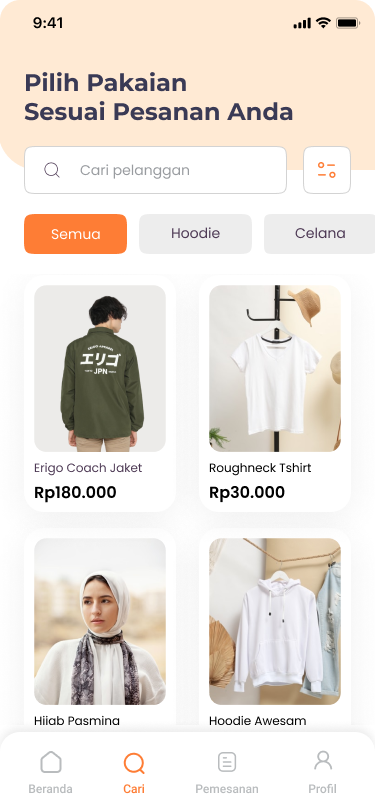 9:41
Pilih Pakaian
Sesuai Pesanan Anda
Cari pelanggan
Semua
Hoodie
Celana
エリゴ
JPN
Erigo Coach Jaket
Roughneck Tshirt
Rp180.000
Rp30.000
Hijab Pasmina
Hoodie Awesam
Beranda
Cari
Pemesanan
Profil